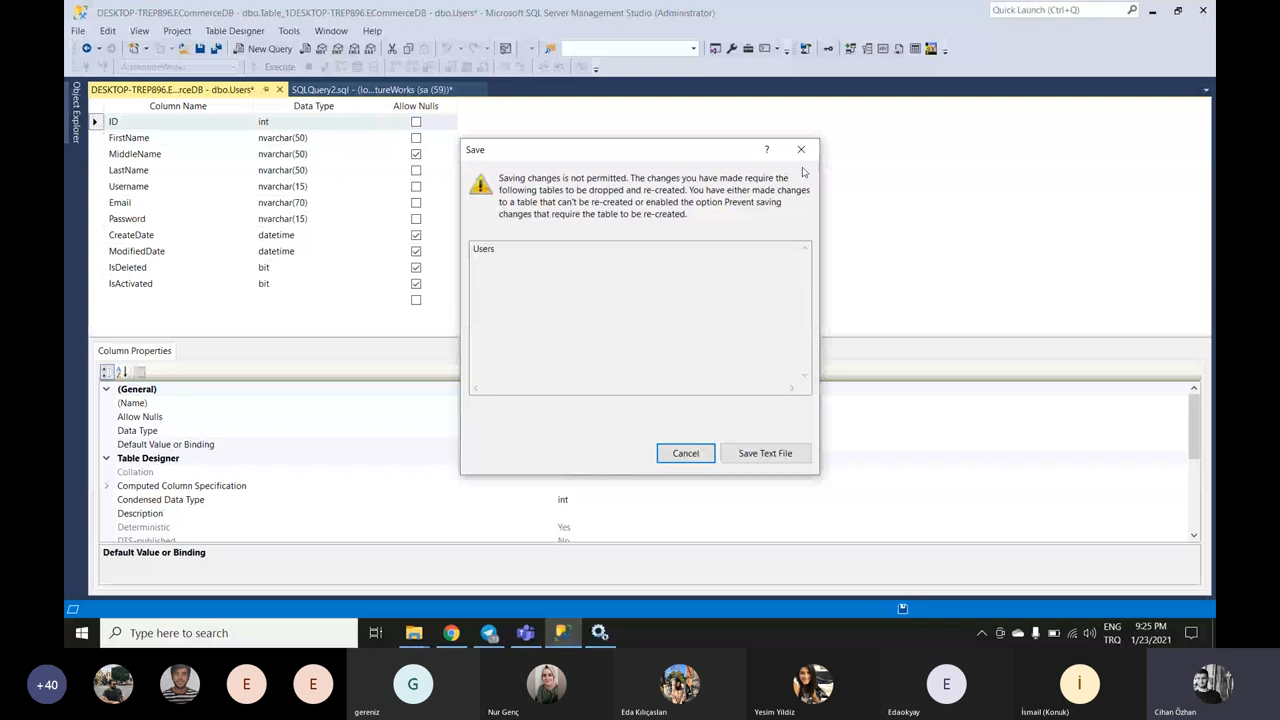 DESKTOP-TREP896.ECommerceDB - dbo.Table_1DESKTOP-TREP896.ECommerceDB - dbo.Users* - Microsoft SQL Server Management Studio (Administrator)
Quick Launch (Ctrl+Q)
File Edit View Project Table Designer Tools Window Help
New Query
AdventureWorks
Execute
Object Explorer
DESKTOP-TREP896.E...rceDB - dbo.Users*
SQLQuery2.sql - (lo...tureWorks (sa (59))*
Column Name Data Type Allow Nulls
ID int
FirstName nvarchar(50)
MiddleName nvarchar(50)
LastName nvarchar(50)
Username nvarchar(15)
Email nvarchar(70)
Password nvarchar(15)
CreateDate datetime
ModifiedDate datetime
IsDeleted bit
IsActivated bit
Save
?
Saving changes is not permitted. The changes you have made require the
following tables to be dropped and re-created. You have either made changes
to a table that can't be re-created or enabled the option Prevent saving
changes that require the table to be re-created.
Users
Cancel Save Text File
Column Properties
(General)
(Name)
Allow Nulls
Data Type
Default Value or Binding
Table Designer
Collation
Computed Column Specification
Condensed Data Type int
Description
Deterministic Yes
DTS-published No
Default Value or Binding
Type here to search
ENG
TRQ
9:25 PM
1/23/2021
+40
E
E
G
E
İ
gereniz
Nur Genç
Eda Kılıçaslan
Yesim Yildiz
Edaokyay
İsmail (Konuk)
Cihan Özhan